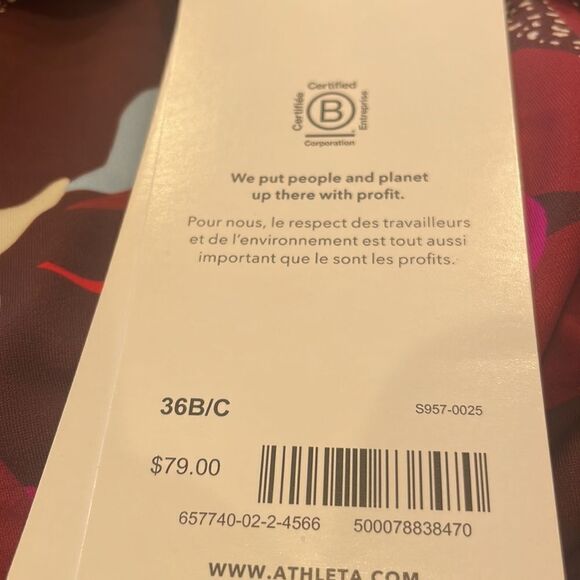 Certified
Certifiée
B
Entreprise
Corporation
We put people and planet
up there with profit.
Pour nous, le respect des travailleurs
et de l'environnement est tout aussi
important que le sont les profits.
36B/C
S957-0025
$79.00
657740-02-2-4566 500078838470
WWW.ATHLETA.COM